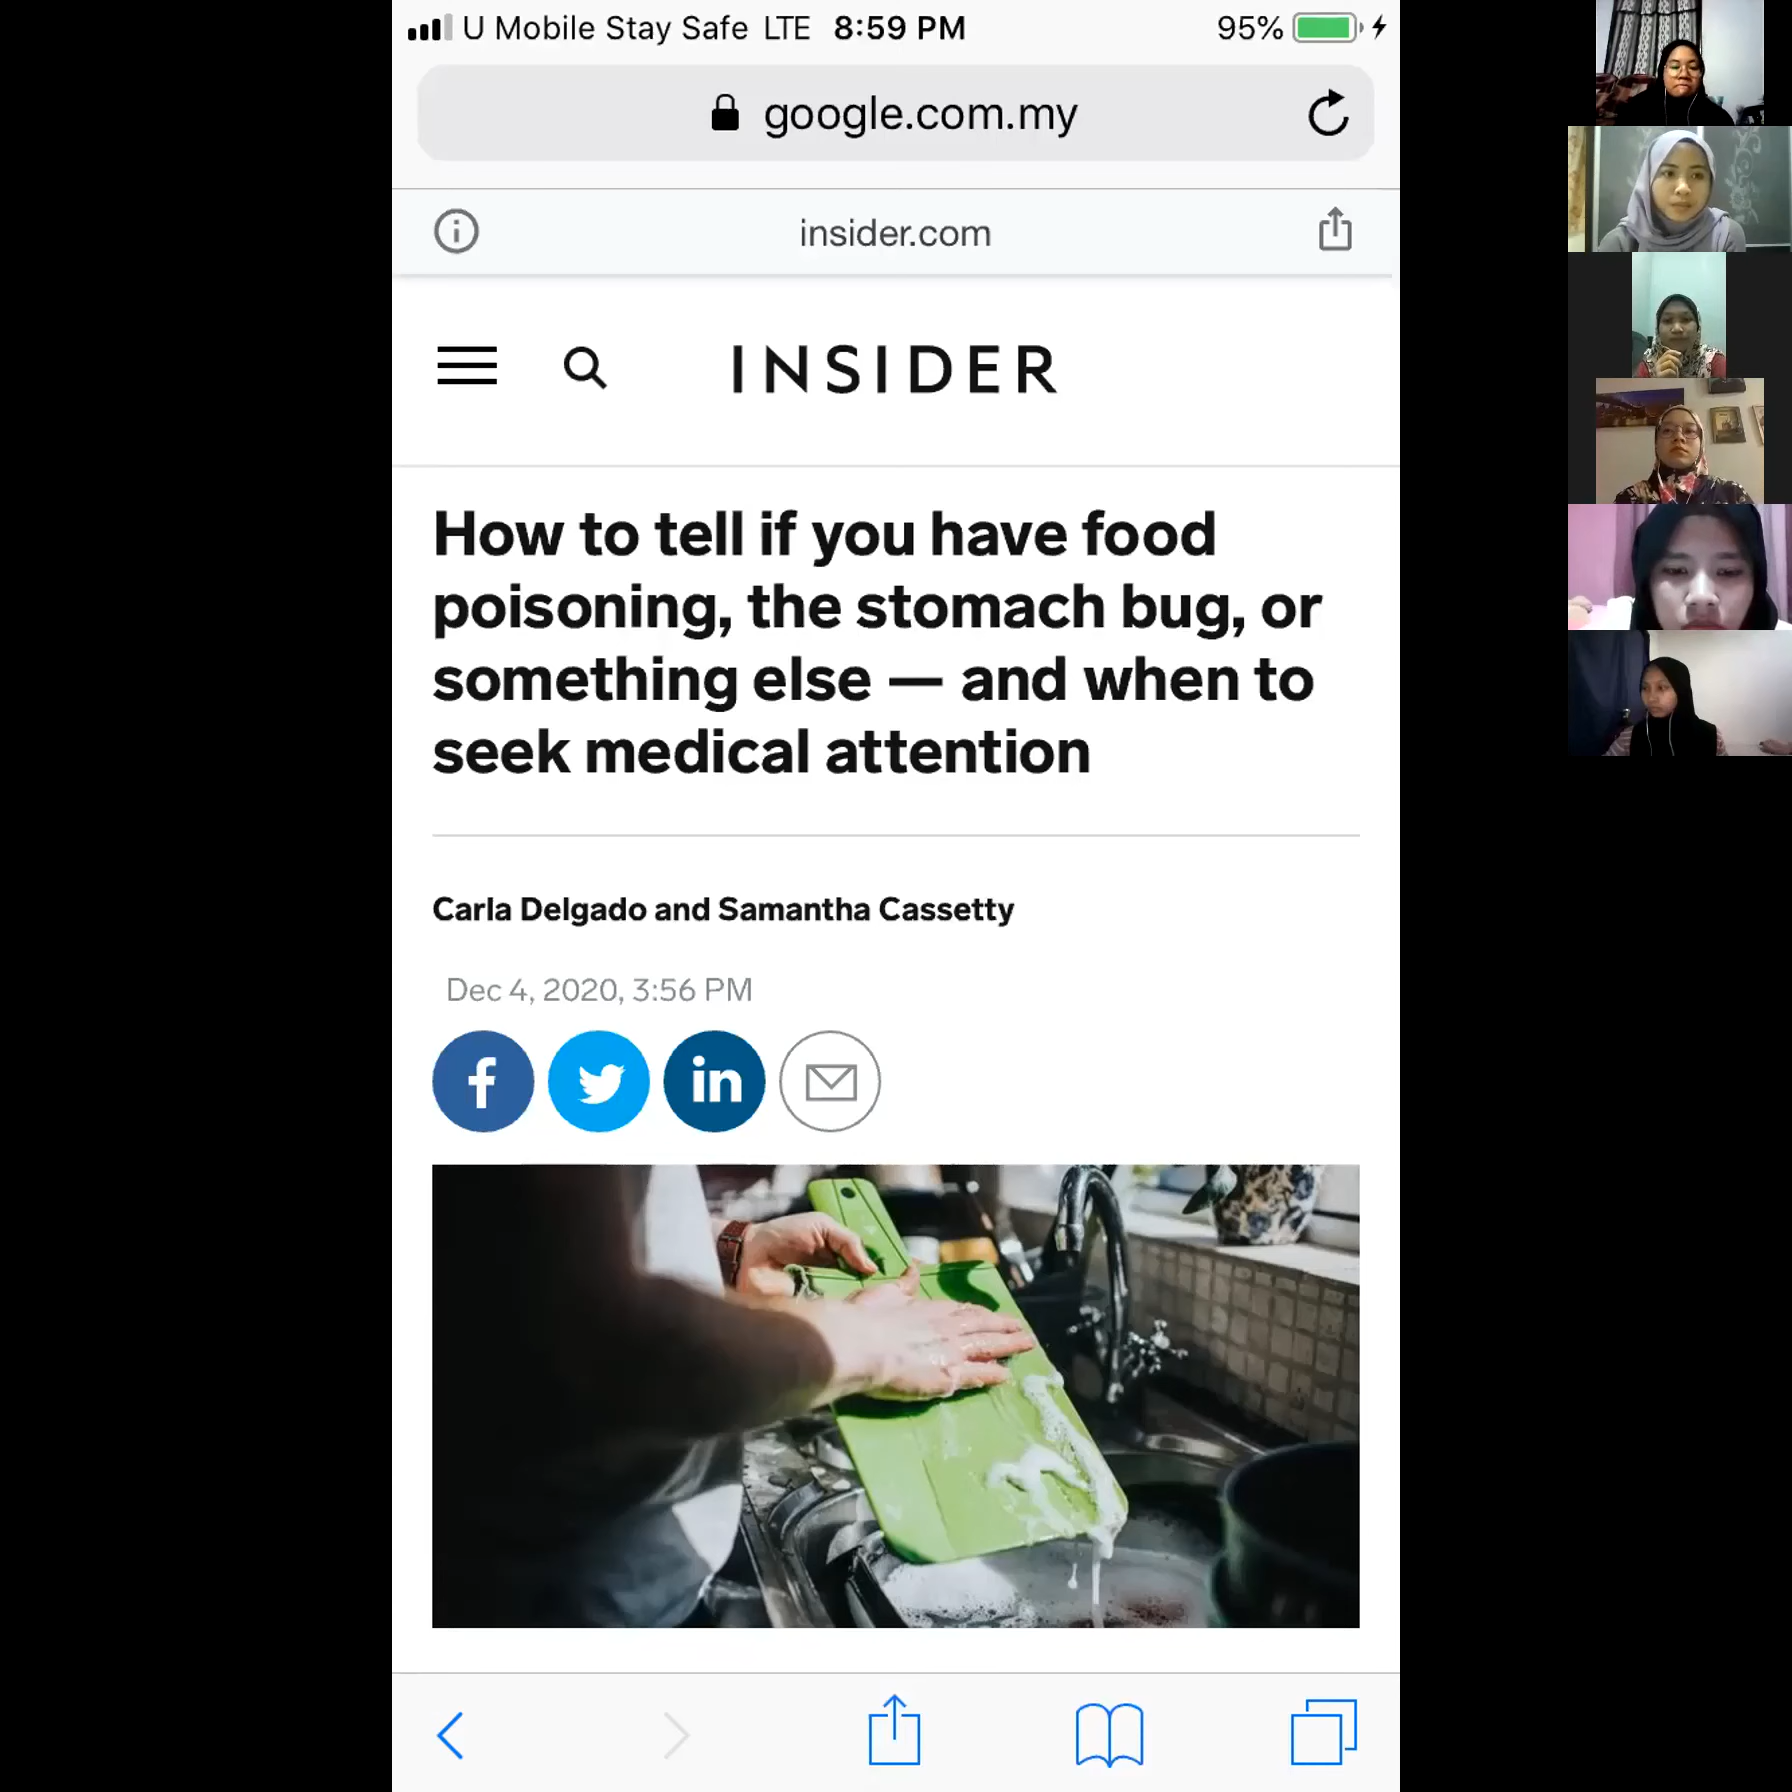 U Mobile Stay Safe LTE 8:59 PM 95%
google.com.my
insider.com
INSIDER
How to tell if you have food
poisoning, the stomach bug, or
something else — and when to
seek medical attention
Carla Delgado and Samantha Cassetty
Dec 4, 2020, 3:56 PM
f
in